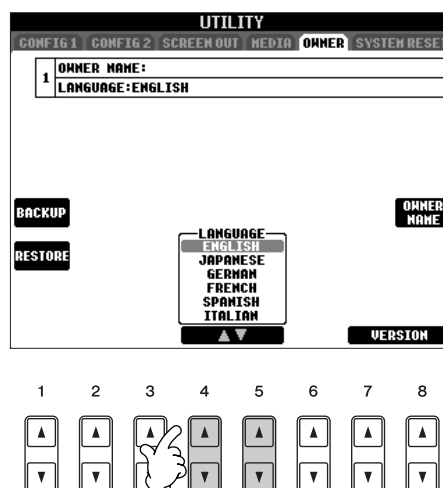 UTILITY
CONFIG 1 CONFIG 2 SCREEN OUT MEDIA OWNER SYSTEM RESET
1 OWNER NAME:
LANGUAGE:ENGLISH
BACKUP
OWNER NAME
RESTORE
LANGUAGE
ENGLISH
JAPANESE
GERMAN
FRENCH
SPANISH
ITALIAN
VERSION
1 2 3 4 5 6 7 8